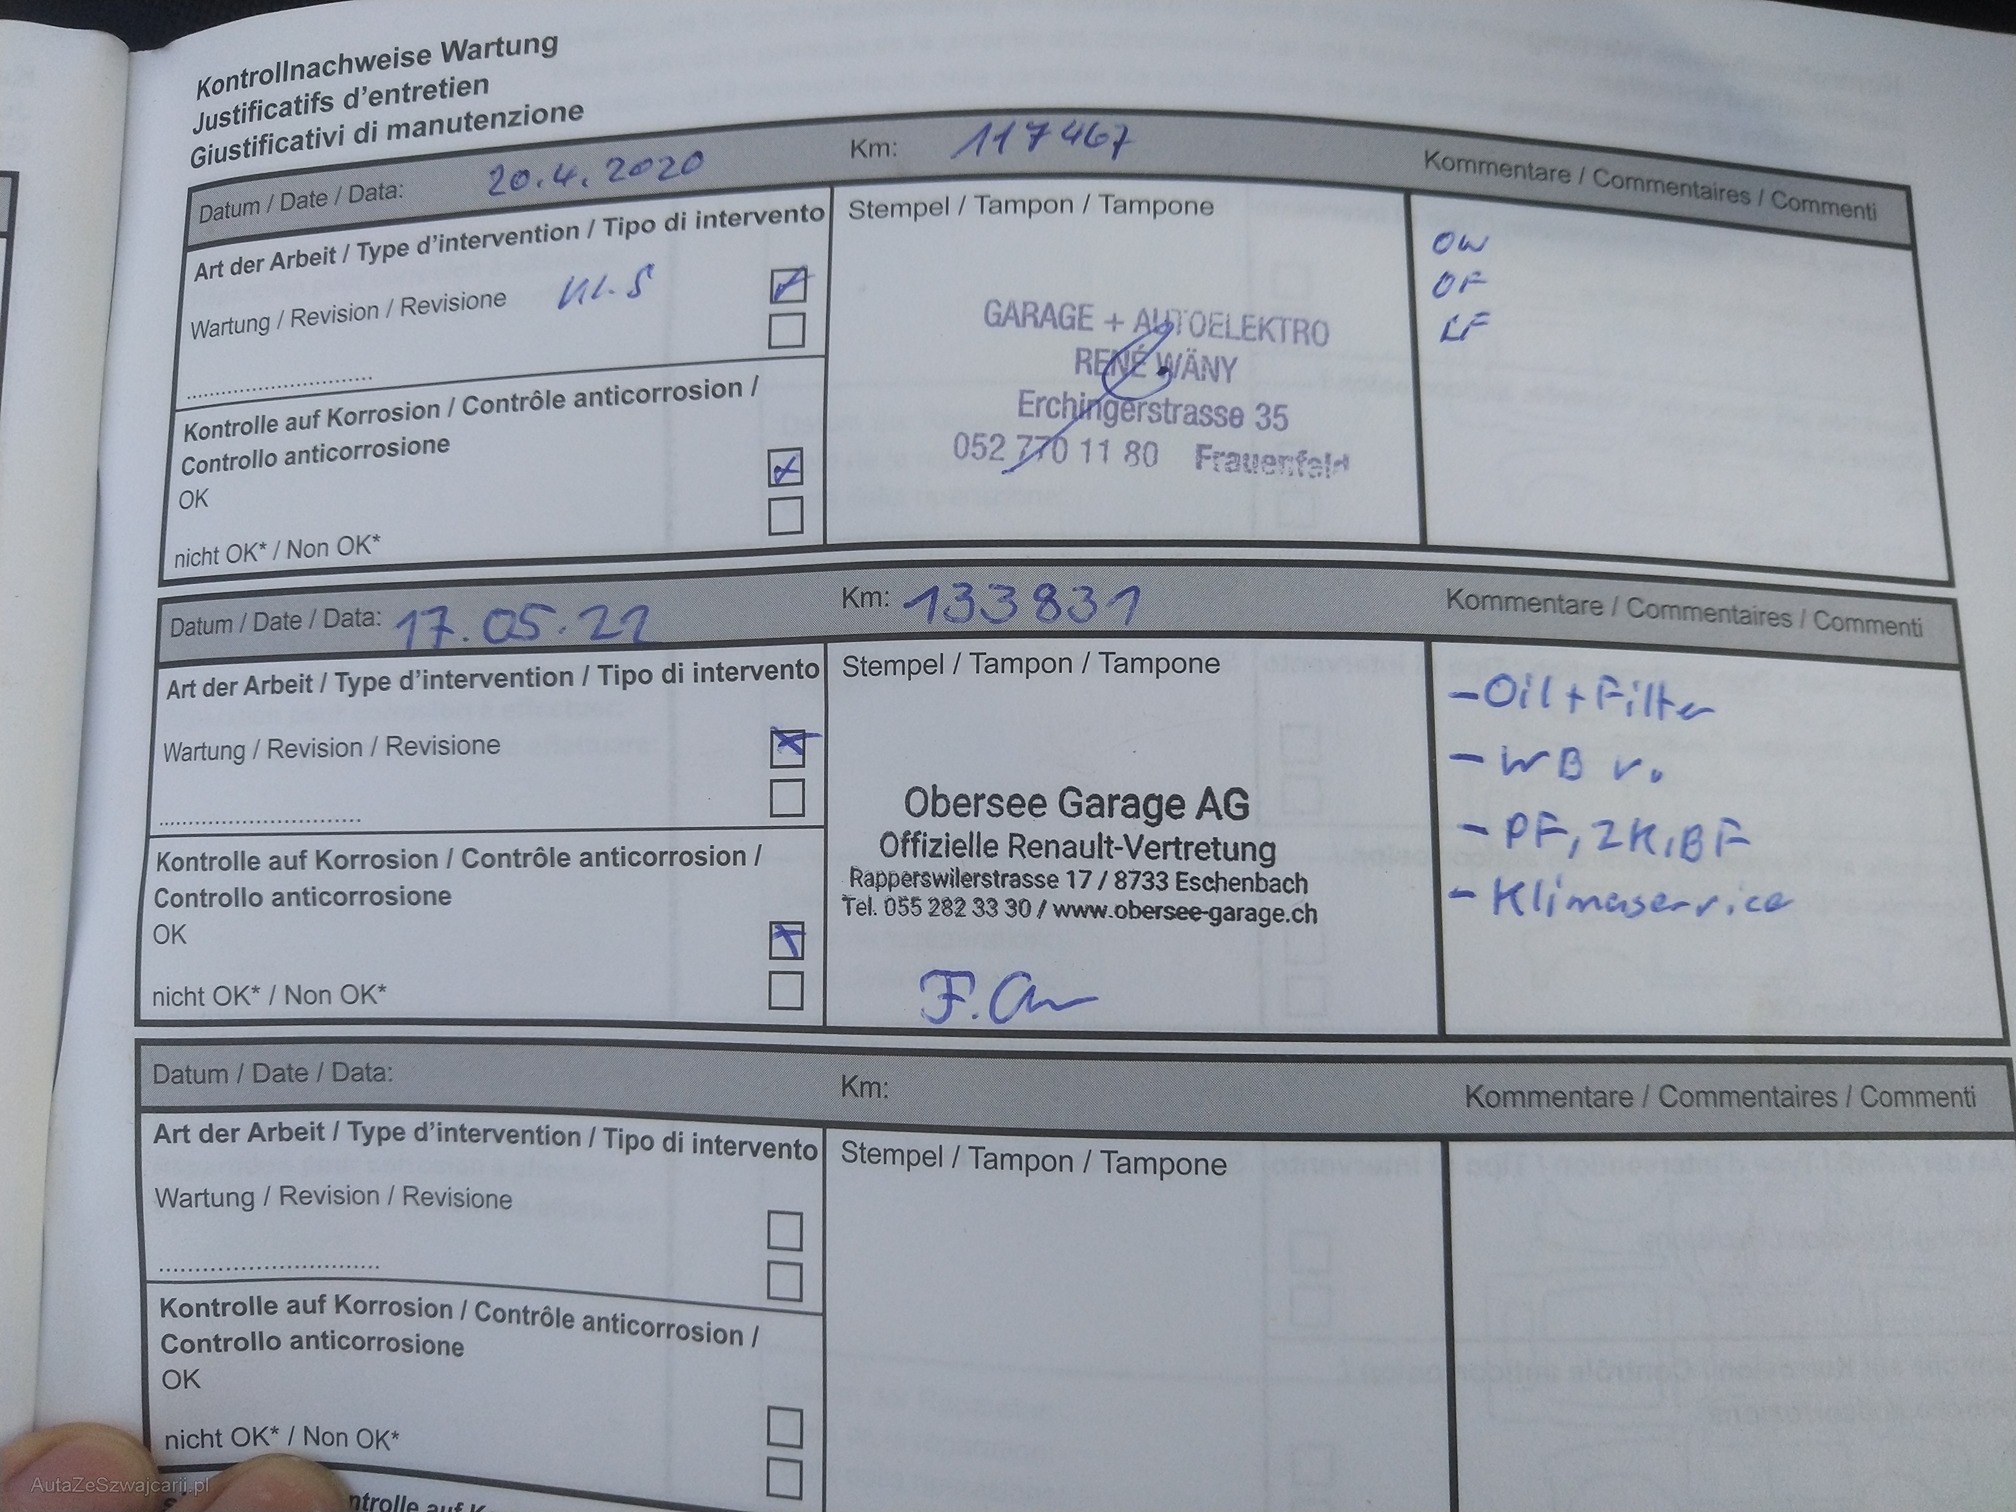 Kontrollnachweise Wartung
Justificatifs d'entretien
Giustificativi di manutenzione
Datum / Date / Data: 20.4.2020 Km: 117467 Kommentare / Commentaires / Commenti
Art der Arbeit / Type d'intervention / Tipo di intervento Stempel / Tampon / Tampone
OW
OF
LF
Wartung / Revision / Revisione Kl. S
GARAGE + AUTOELEKTRO
RENÉ WÄNY
Erchingerstrasse 35
052 770 11 80 Frauenfeld
Kontrolle auf Korrosion / Contrôle anticorrosion /
Controllo anticorrosione
OK
nicht OK* / Non OK*
Datum / Date / Data: 17.05.21 Km: 133831 Kommentare / Commentaires / Commenti
Art der Arbeit / Type d'intervention / Tipo di intervento Stempel / Tampon / Tampone
- Oil + Filter
- WB v.
- PF, ZK, BF
- Klimaservice
Wartung / Revision / Revisione
Obersee Garage AG
Offizielle Renault-Vertretung
Rapperswilerstrasse 17 / 8733 Eschenbach
Tel. 055 282 33 30 / www.obersee-garage.ch
Kontrolle auf Korrosion / Contrôle anticorrosion /
Controllo anticorrosione
OK
nicht OK* / Non OK*
Datum / Date / Data: Km: Kommentare / Commentaires / Commenti
Art der Arbeit / Type d'intervention / Tipo di intervento Stempel / Tampon / Tampone
Wartung / Revision / Revisione
Kontrolle auf Korrosion / Contrôle anticorrosion /
Controllo anticorrosione
OK
nicht OK* / Non OK*
AutaZeSzwajcarii.pl